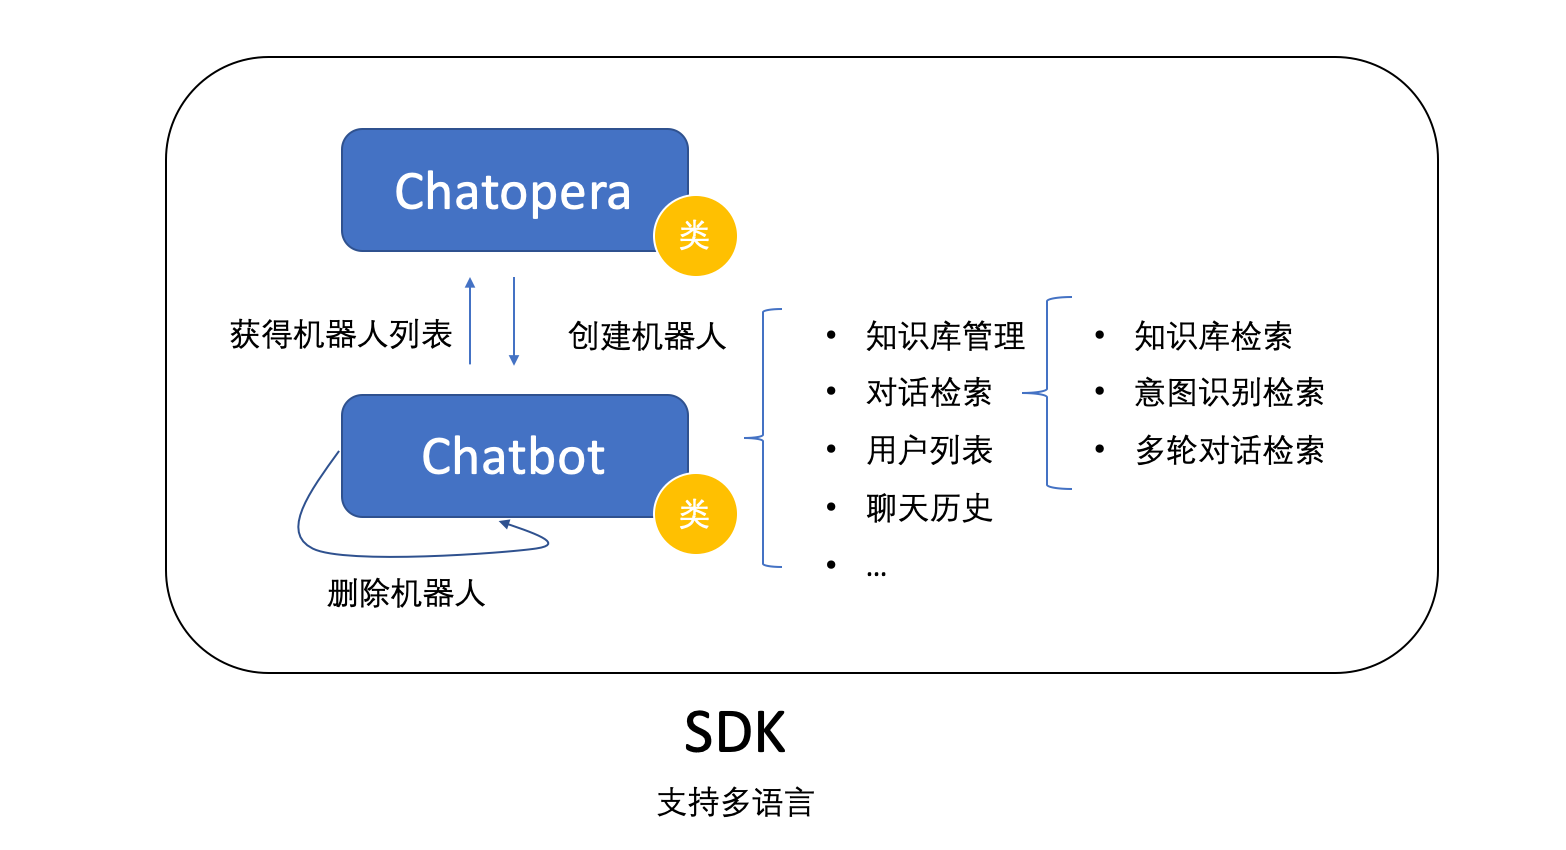 Chatopera
类
获得机器人列表
创建机器人
Chatbot
类
删除机器人
• 知识库管理
• 对话检索
• 用户列表
• 聊天历史
• ...
• 知识库检索
• 意图识别检索
• 多轮对话检索
SDK
支持多语言